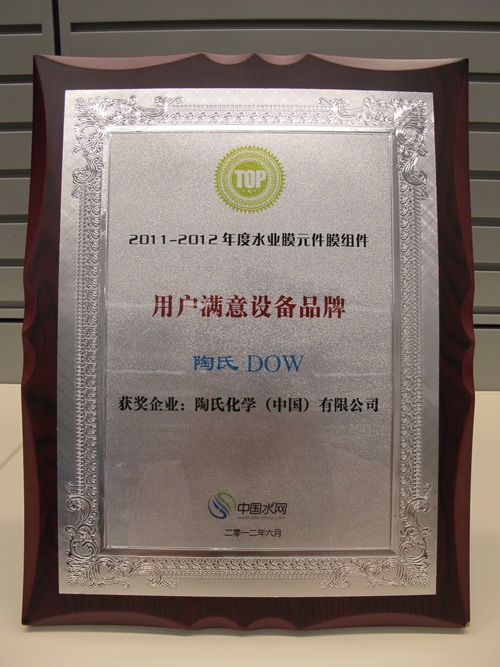 TOP
2011-2012年度水业膜元件膜组件
用户满意设备品牌
陶氏 DOW
获奖企业：陶氏化学（中国）有限公司
中国水网
二零一二年六月